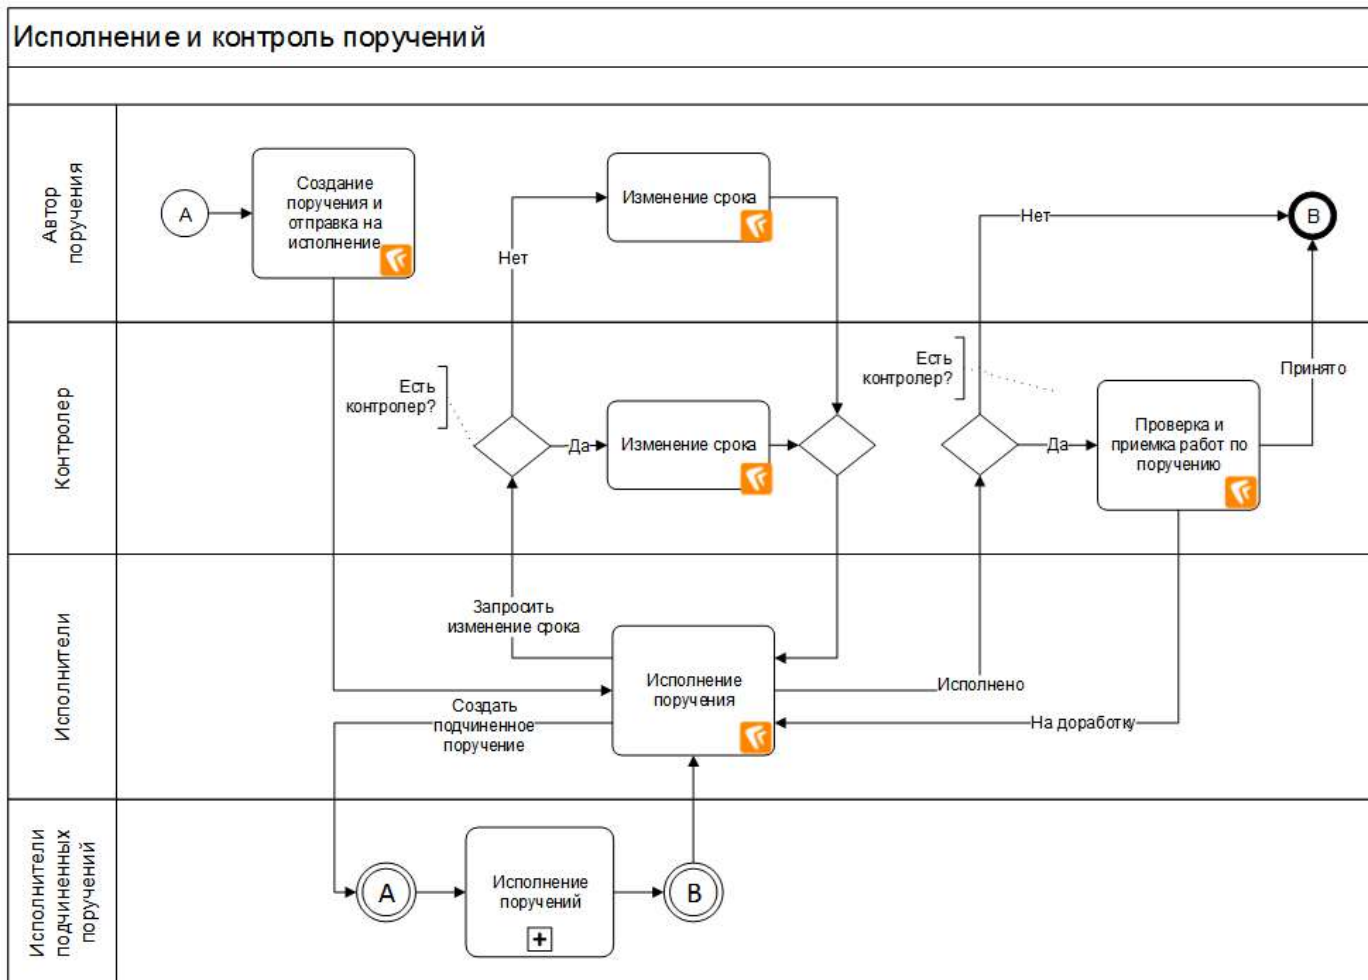 Исполнение и контроль поручений
Автор
поручения
A
Создание
поручения и
отправка на
исполнение
Нет
Изменение срока
Нет
B
Контролер
Есть
контролер?
Да
Изменение срока
Есть
контролер?
Да
Проверка и
приемка работ по
поручению
Принято
Исполнители
Запросить
изменение срока
Исполнение
поручения
Исполнено
Создать
подчиненное
поручение
На доработку
Исполнители
подчиненных
поручений
A
Исполнение
поручений
B